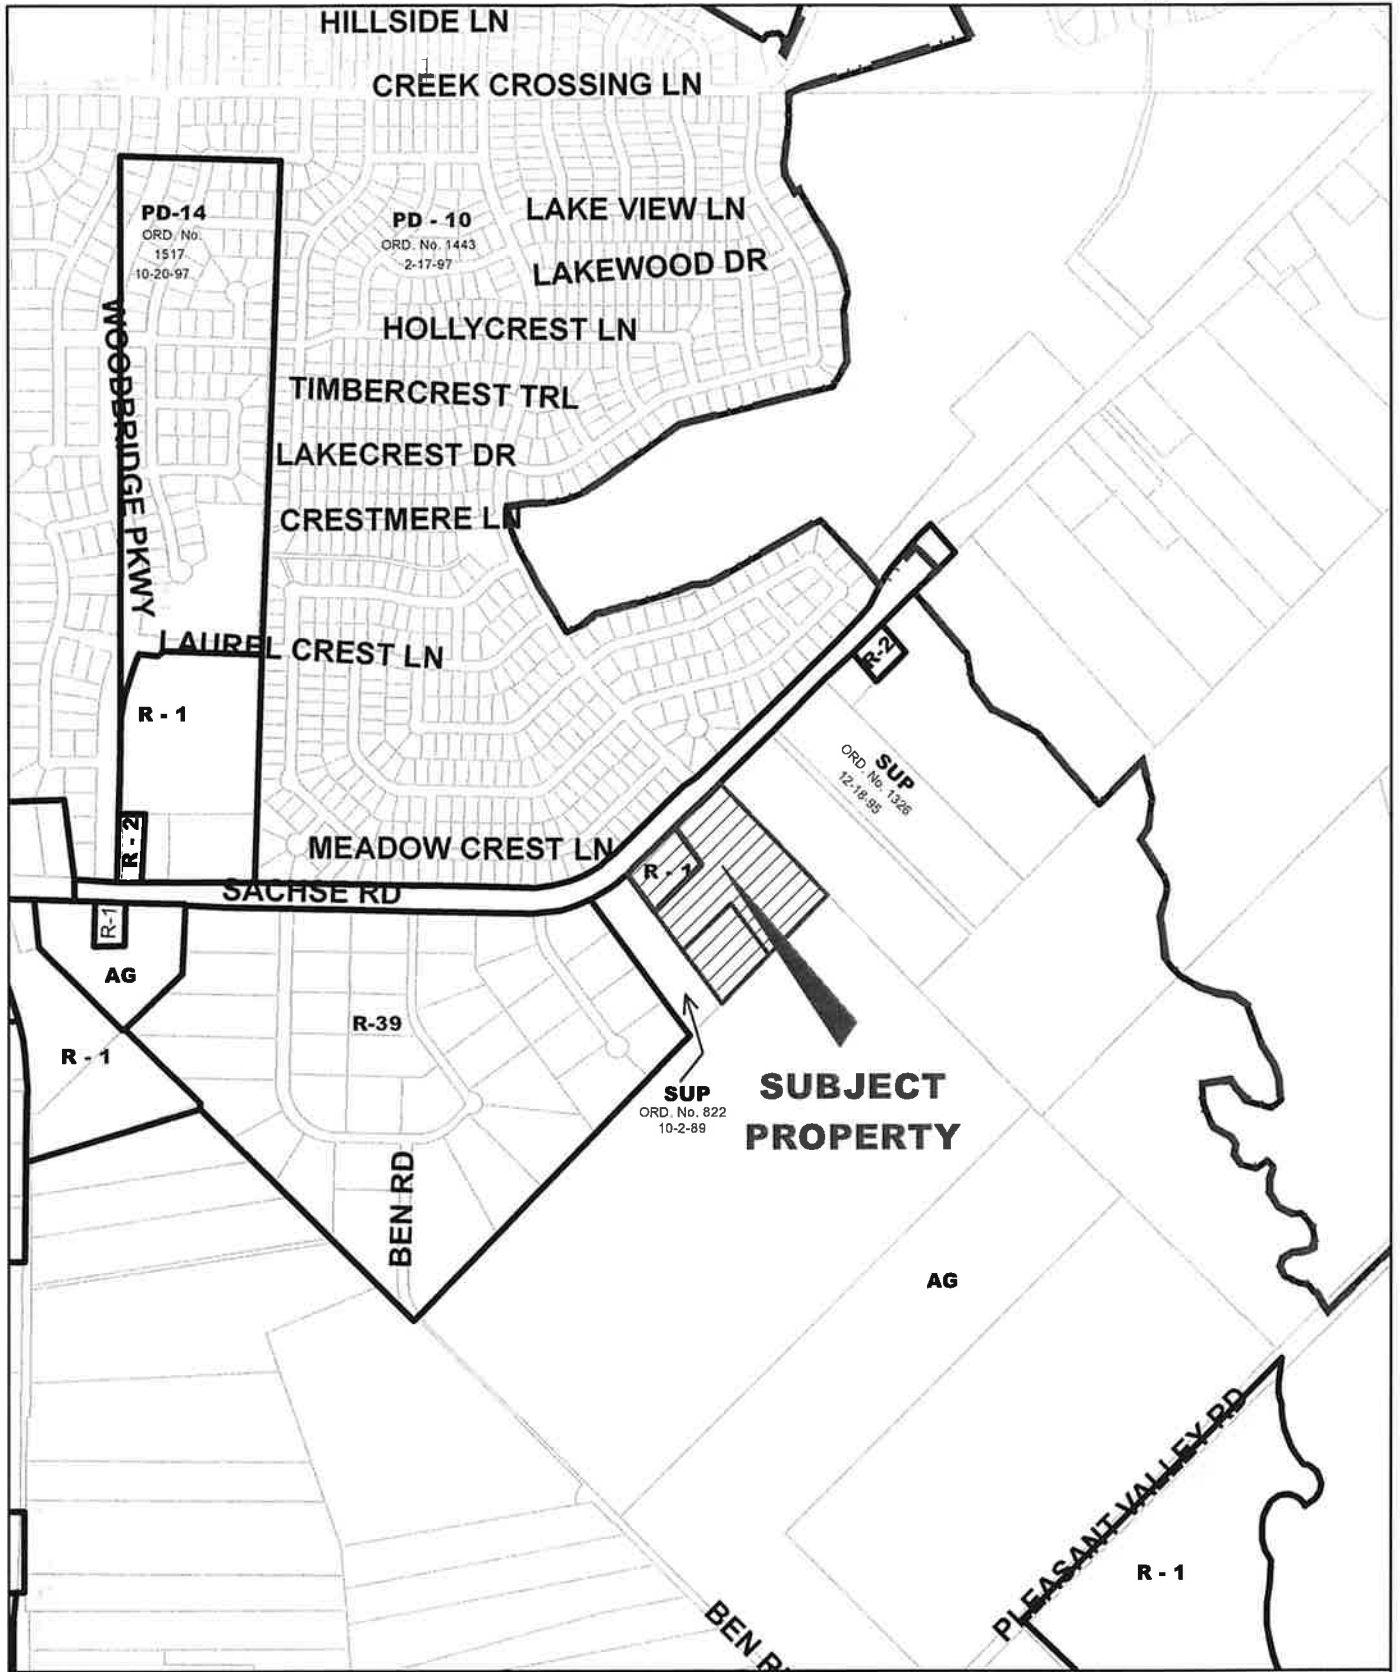 HILLSIDE LN
1
CREEK CROSSING LN
PD-14
ORD. No.
1517
10-20-97
PD - 10
ORD. No. 1443
2-17-97
LAKE VIEW LN
LAKEWOOD DR
HOLLYCREST LN
WOODBRIDGE PKWY
TIMBERCREST TRL
LAKECREST DR
CRESTMERE LN
LAUREL CREST LN
R-2
R - 1
SUP
ORD. No. 1326
12-18-95
R - 2
MEADOW CREST LN
R - 1
SACHSE RD
R-1
AG
R-39
R - 1
SUP
ORD. No. 822
10-2-89
SUBJECT
PROPERTY
BEN RD
AG
PLEASANT VALLEY RD
R - 1
BEN